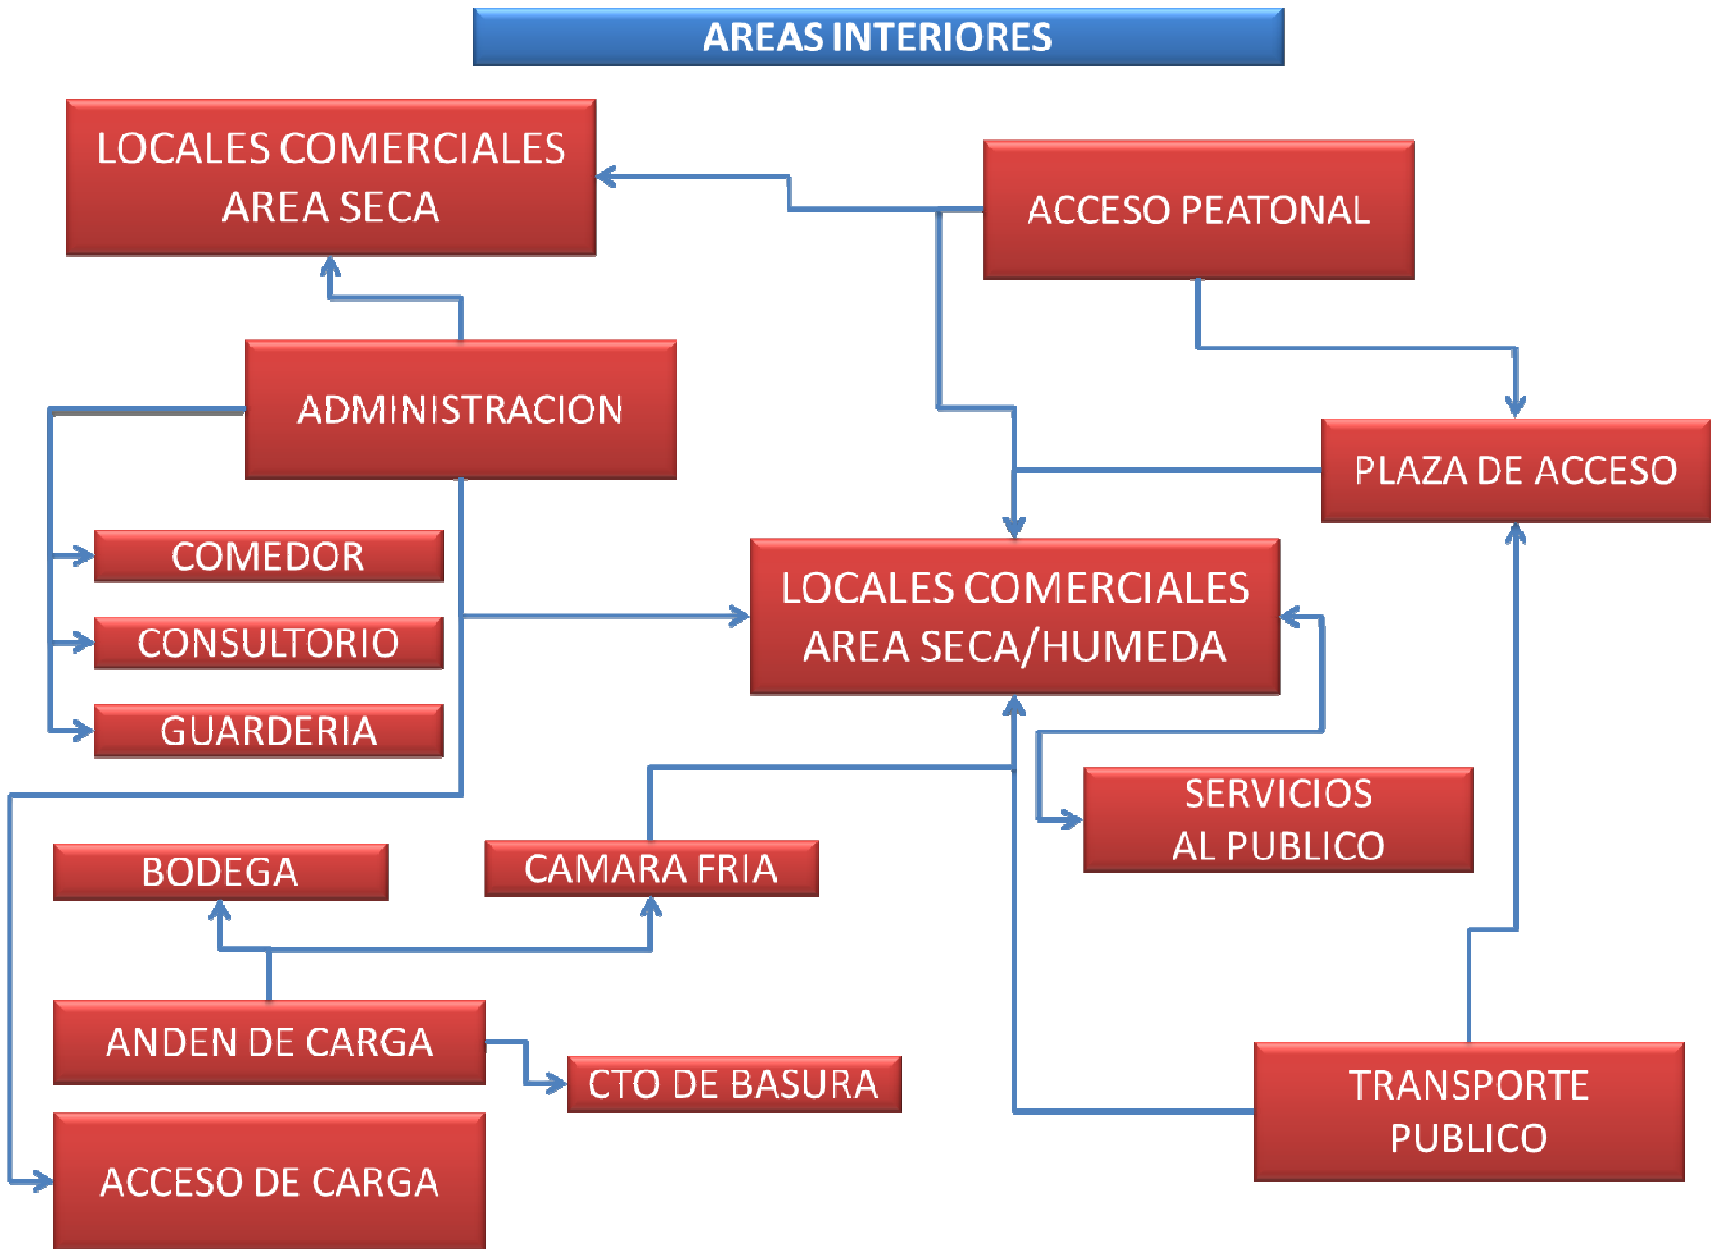 AREAS INTERIORES
LOCALES COMERCIALES
AREA SECA
ACCESO PEATONAL
ADMINISTRACION
PLAZA DE ACCESO
COMEDOR
LOCALES COMERCIALES
AREA SECA/HUMEDA
CONSULTORIO
GUARDERIA
SERVICIOS
AL PUBLICO
BODEGA
CAMARA FRIA
ANDEN DE CARGA
CTO DE BASURA
TRANSPORTE
PUBLICO
ACCESO DE CARGA